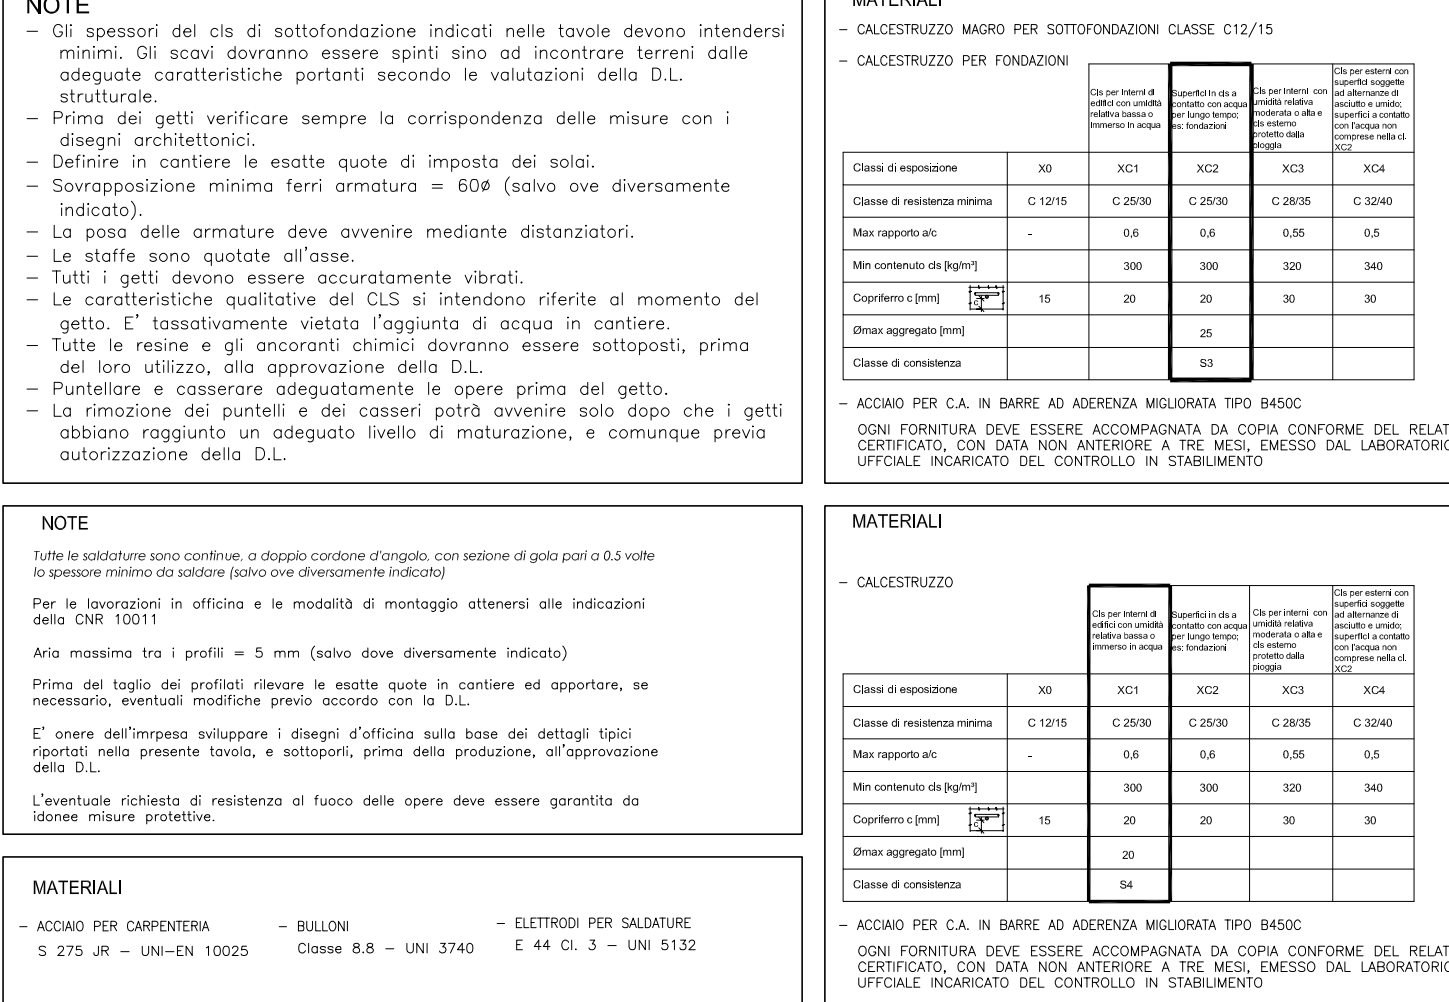 NOTE
– Gli spessori del cls di sottofondazione indicati nelle tavole devono intendersi
minimi. Gli scavi dovranno essere spinti sino ad incontrare terreni dalle
adeguate caratteristiche portanti secondo le valutazioni della D.L.
strutturale.
– Prima dei getti verificare sempre la corrispondenza delle misure con i
disegni architettonici.
– Definire in cantiere le esatte quote di imposta dei solai.
– Sovrapposizione minima ferri armatura = 60ø (salvo ove diversamente
indicato).
– La posa delle armature deve avvenire mediante distanziatori.
– Le staffe sono quotate all'asse.
– Tutti i getti devono essere accuratamente vibrati.
– Le caratteristiche qualitative del CLS si intendono riferite al momento del
getto. E' tassativamente vietata l'aggiunta di acqua in cantiere.
– Tutte le resine e gli ancoranti chimici dovranno essere sottoposti, prima
del loro utilizzo, alla approvazione della D.L.
– Puntellare e casserare adeguatamente le opere prima del getto.
– La rimozione dei puntelli e dei casseri potrà avvenire solo dopo che i getti
abbiano raggiunto un adeguato livello di maturazione, e comunque previa
autorizzazione della D.L.
MATERIALI
– CALCESTRUZZO MAGRO PER SOTTOFONDAZIONI CLASSE C12/15
– CALCESTRUZZO PER FONDAZIONI
Cls per interni di
edifici con umidità
relativa bassa o
immerso in acqua
Superfici in cls a
contatto con acqua
per lungo tempo;
es: fondazioni
Cls per interni con
umidità relativa
moderata o alta e
cls esterno
protetto dalla
pioggia
Cls per esterni con
superfici soggette
ad alternanze di
asciutto e umido;
superfici a contatto
con l'acqua non
comprese nella cl.
XC2
Classi di esposizione X0 XC1 XC2 XC3 XC4
Classe di resistenza minima C 12/15 C 25/30 C 25/30 C 28/35 C 32/40
Max rapporto a/c - 0,6 0,6 0,55 0,5
Min contenuto cls [kg/m³] 300 300 320 340
Copriferro c [mm] c 15 20 20 30 30
Ømax aggregato [mm] 25
Classe di consistenza S3
– ACCIAIO PER C.A. IN BARRE AD ADERENZA MIGLIORATA TIPO B450C
OGNI FORNITURA DEVE ESSERE ACCOMPAGNATA DA COPIA CONFORME DEL RELAT
CERTIFICATO, CON DATA NON ANTERIORE A TRE MESI, EMESSO DAL LABORATORIO
UFFCIALE INCARICATO DEL CONTROLLO IN STABILIMENTO
NOTE
Tutte le saldaturre sono continue, a doppio cordone d'angolo, con sezione di gola pari a 0.5 volte
lo spessore minimo da saldare (salvo ove diversamente indicato)
Per le lavorazioni in officina e le modalità di montaggio attenersi alle indicazioni
della CNR 10011
Aria massima tra i profili = 5 mm (salvo dove diversamente indicato)
Prima del taglio dei profilati rilevare le esatte quote in cantiere ed apportare, se
necessario, eventuali modifiche previo accordo con la D.L.
E' onere dell'imrpesa sviluppare i disegni d'officina sulla base dei dettagli tipici
riportati nella presente tavola, e sottoporli, prima della produzione, all'approvazione
della D.L.
L'eventuale richiesta di resistenza al fuoco delle opere deve essere garantita da
idonee misure protettive.
MATERIALI
– CALCESTRUZZO
Cls per interni di
edifici con umidità
relativa bassa o
immerso in acqua
Superfici in cls a
contatto con acqua
per lungo tempo;
es: fondazioni
Cls per interni con
umidità relativa
moderata o alta e
cls esterno
protetto dalla
pioggia
Cls per esterni con
superfici soggette
ad alternanze di
asciutto e umido;
superfici a contatto
con l'acqua non
comprese nella cl.
XC2
Classi di esposizione X0 XC1 XC2 XC3 XC4
Classe di resistenza minima C 12/15 C 25/30 C 25/30 C 28/35 C 32/40
Max rapporto a/c - 0,6 0,6 0,55 0,5
Min contenuto cls [kg/m³] 300 300 320 340
Copriferro c [mm] c 15 20 20 30 30
Ømax aggregato [mm] 20
Classe di consistenza S4
– ACCIAIO PER C.A. IN BARRE AD ADERENZA MIGLIORATA TIPO B450C
OGNI FORNITURA DEVE ESSERE ACCOMPAGNATA DA COPIA CONFORME DEL RELAT
CERTIFICATO, CON DATA NON ANTERIORE A TRE MESI, EMESSO DAL LABORATORIO
UFFCIALE INCARICATO DEL CONTROLLO IN STABILIMENTO
MATERIALI
– ACCIAIO PER CARPENTERIA
S 275 JR – UNI–EN 10025
– BULLONI
Classe 8.8 – UNI 3740
– ELETTRODI PER SALDATURE
E 44 Cl. 3 – UNI 5132